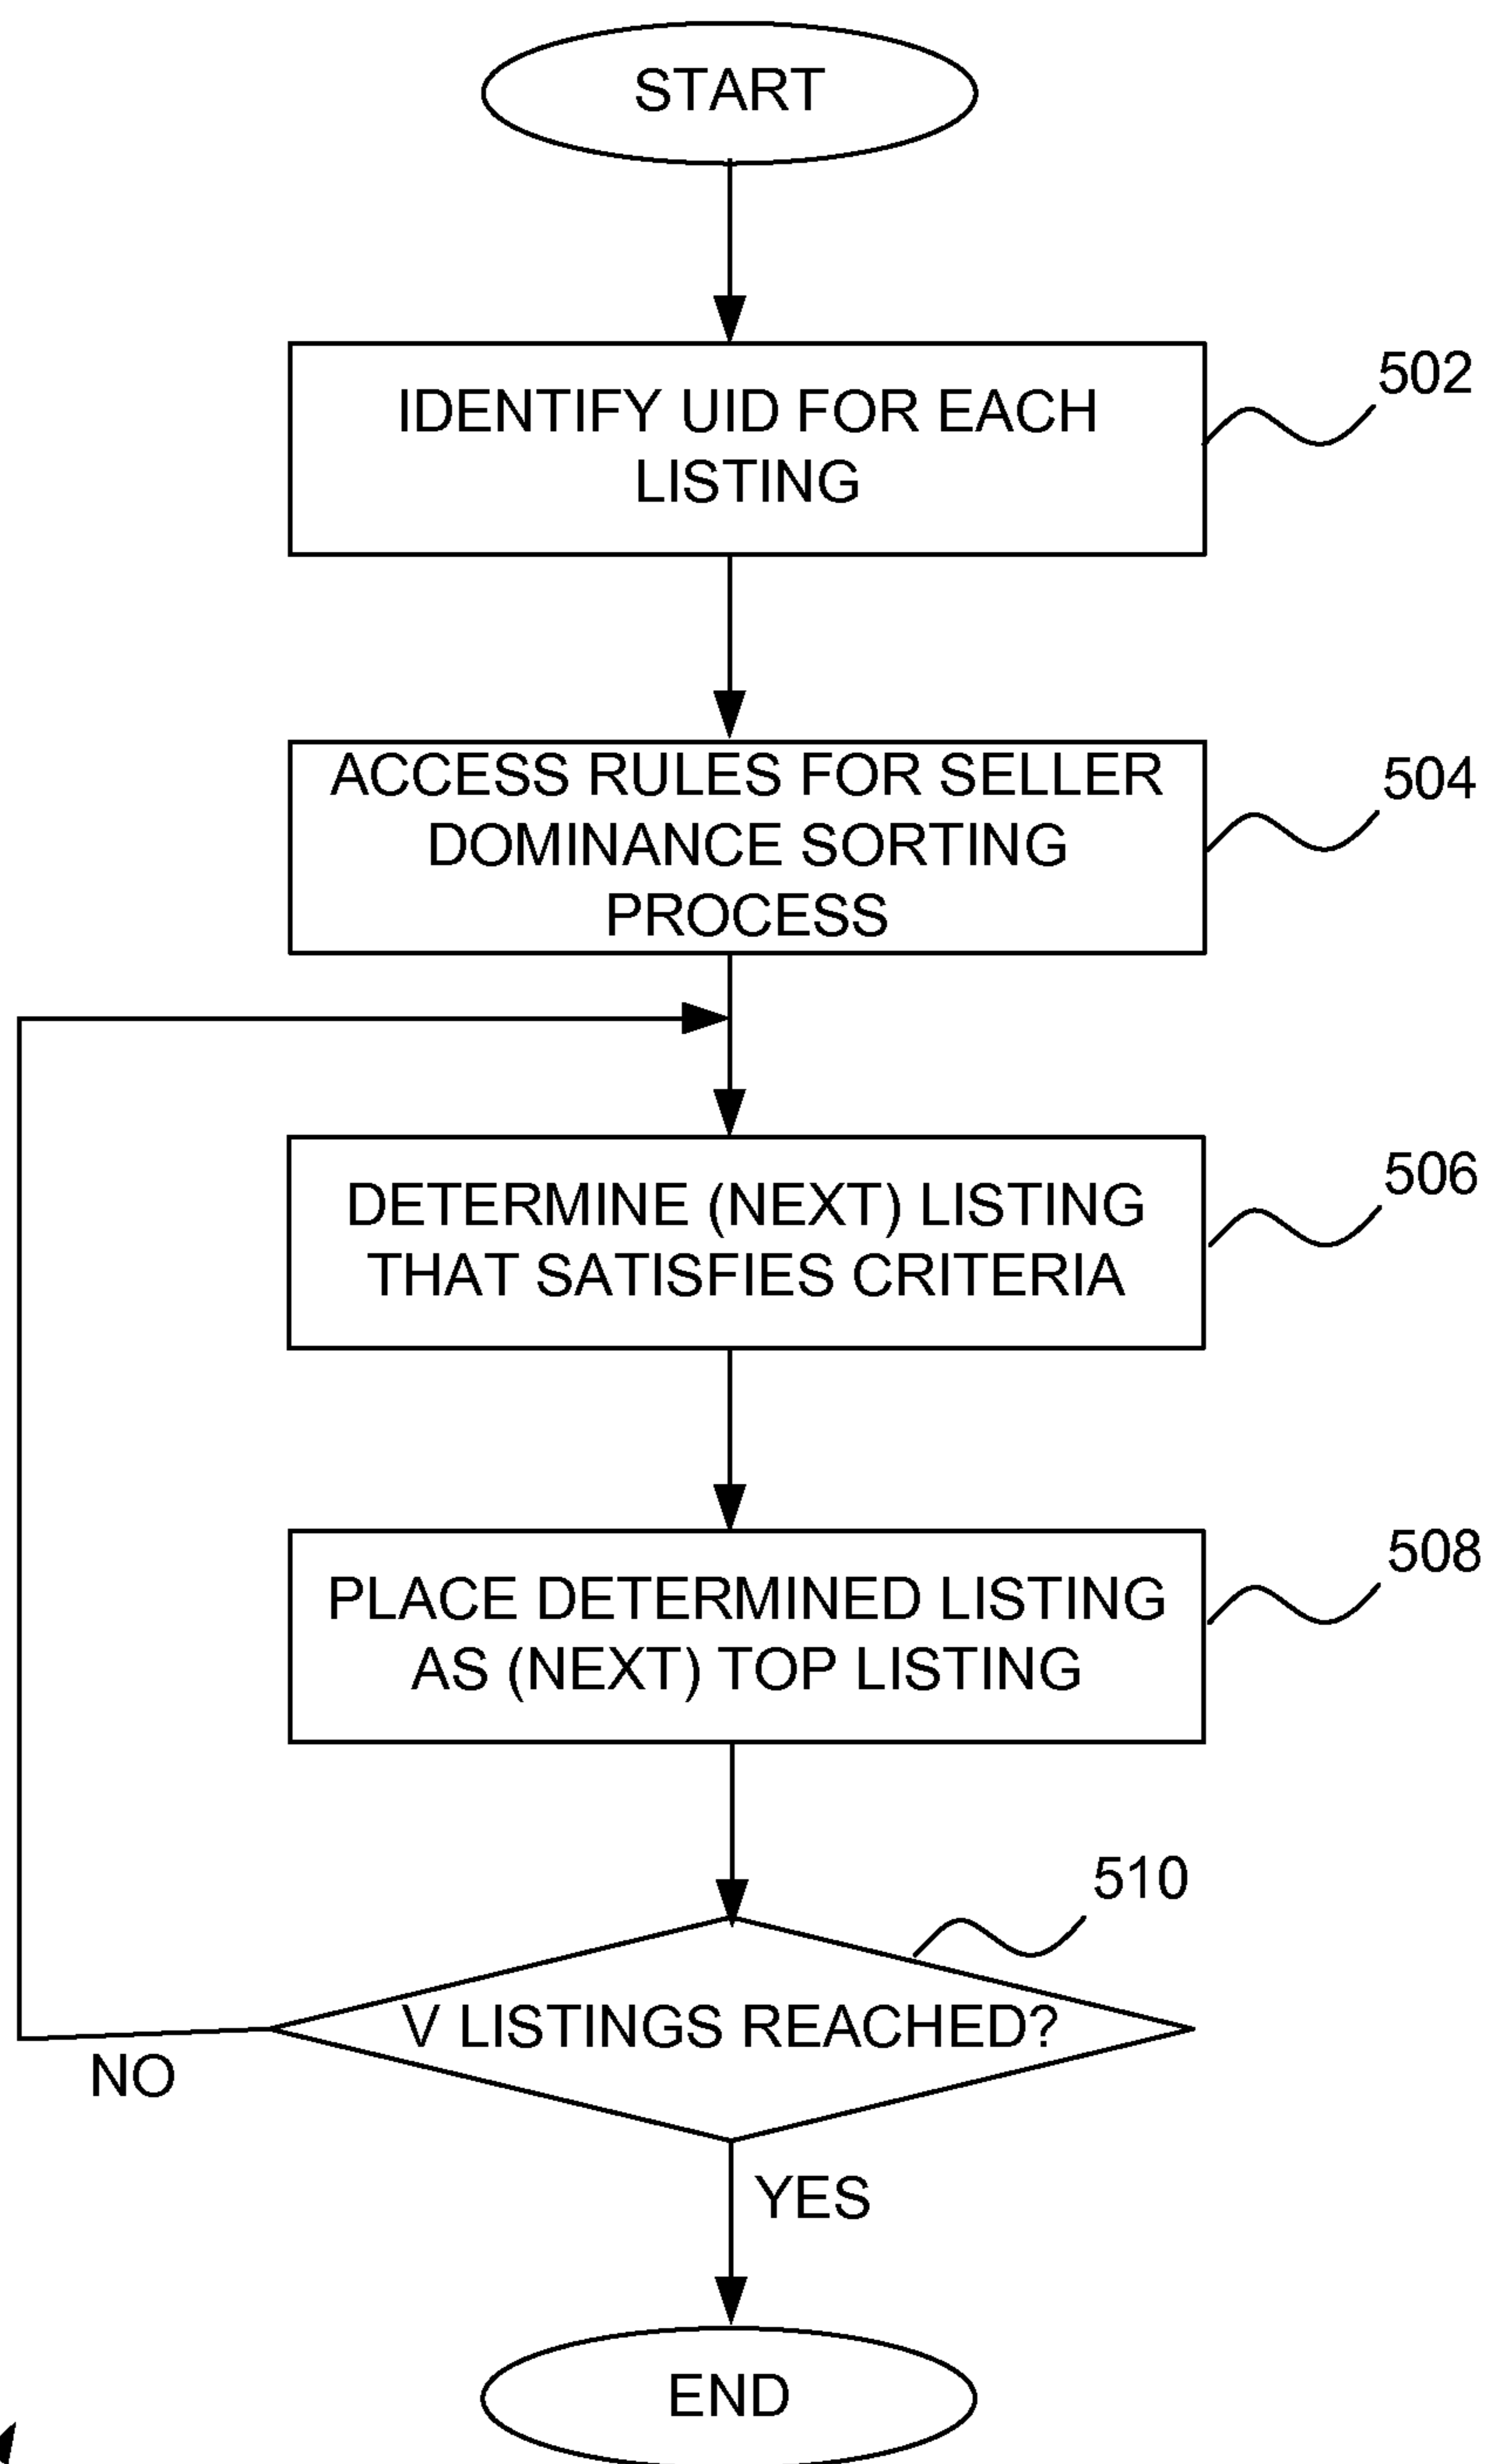 START
IDENTIFY UID FOR EACH
LISTING
502
ACCESS RULES FOR SELLER
DOMINANCE SORTING
PROCESS
504
DETERMINE (NEXT) LISTING
THAT SATISFIES CRITERIA
506
PLACE DETERMINED LISTING
AS (NEXT) TOP LISTING
508
510
V LISTINGS REACHED?
NO
YES
END